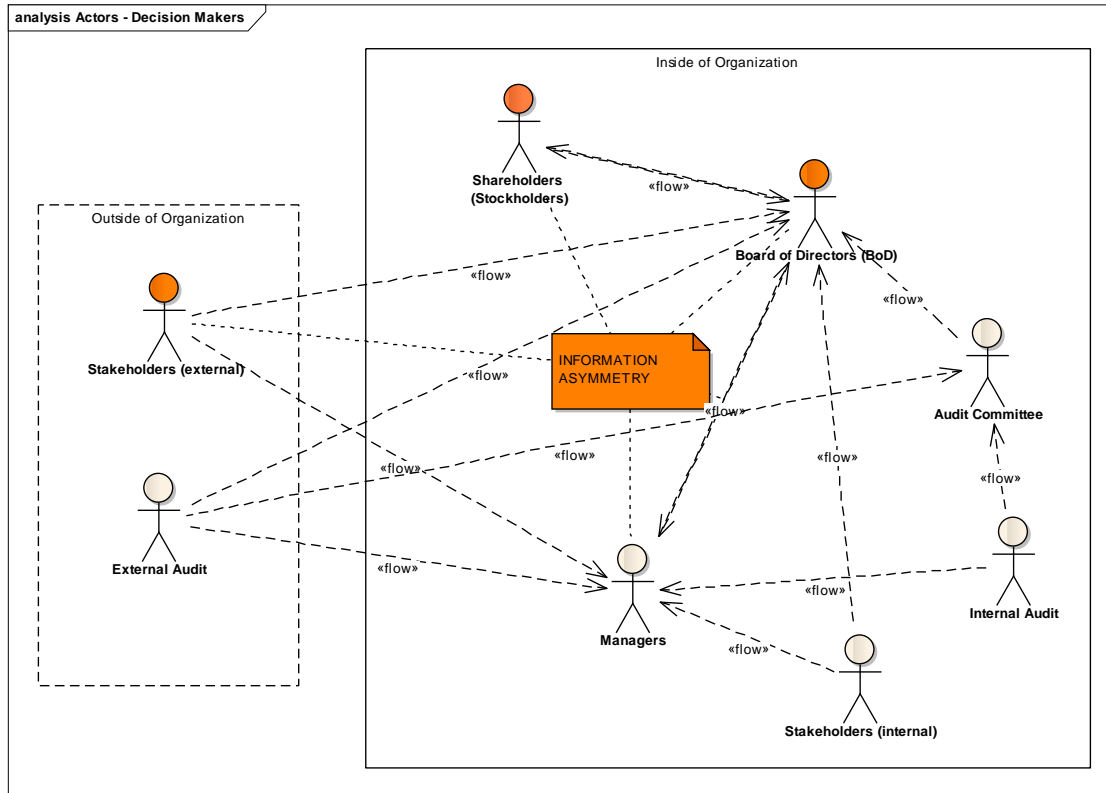 analysis Actors - Decision Makers
Inside of Organization
Shareholders
(Stockholders)
«flow»
Board of Directors (BoD)
Outside of Organization
«flow»
Stakeholders (external)
«flow»
INFORMATION
ASYMMETRY
«flow»
«flow»
Audit Committee
«flow»
«flow»
«flow»
«flow»
External Audit
«flow»
«flow»
Internal Audit
Managers
«flow»
Stakeholders (internal)